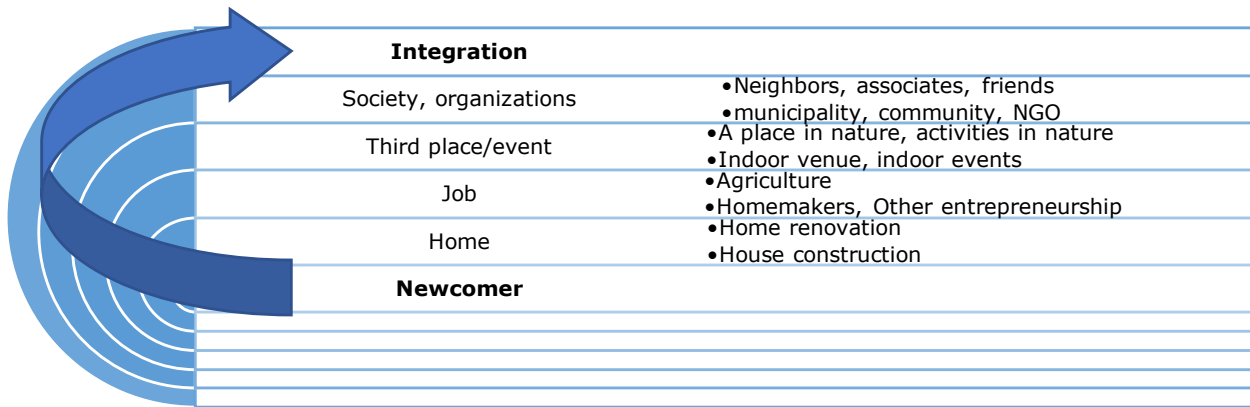 Integration
Society, organizations
•Neighbors, associates, friends
•municipality, community, NGO
Third place/event
•A place in nature, activities in nature
•Indoor venue, indoor events
Job
•Agriculture
•Homemakers, Other entrepreneurship
Home
•Home renovation
•House construction
Newcomer